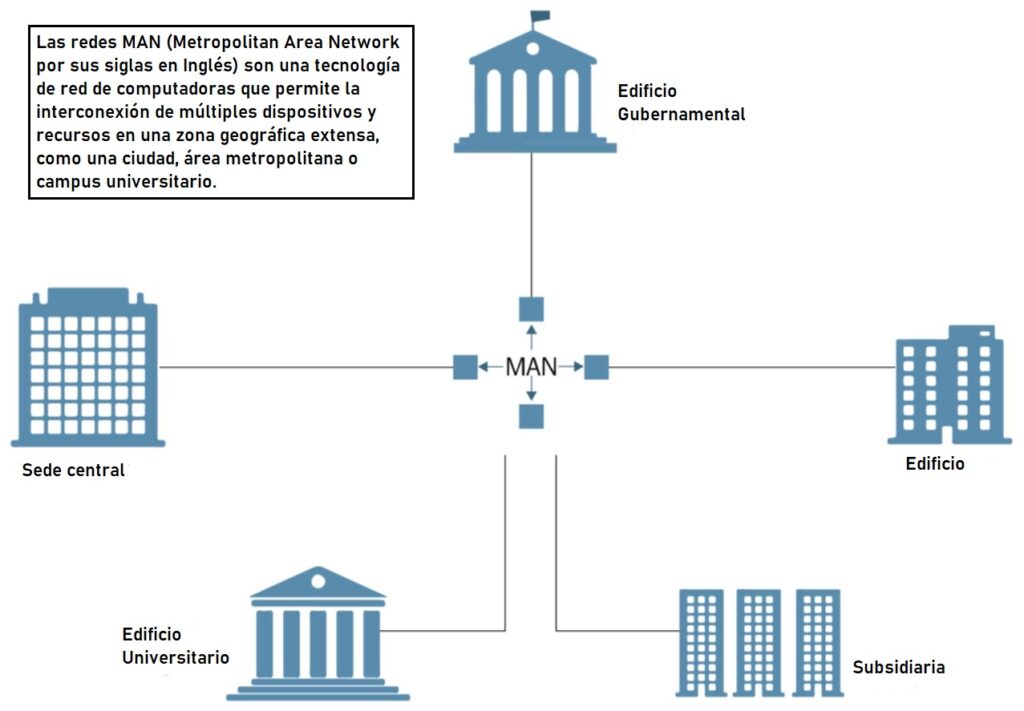 Las redes MAN (Metropolitan Area Network
por sus siglas en Inglés) son una tecnología
de red de computadoras que permite la
interconexión de múltiples dispositivos y
recursos en una zona geográfica extensa,
como una ciudad, área metropolitana o
campus universitario.
Edificio
Gubernamental
MAN
Sede central
Edificio
Edificio
Universitario
Subsidiaria